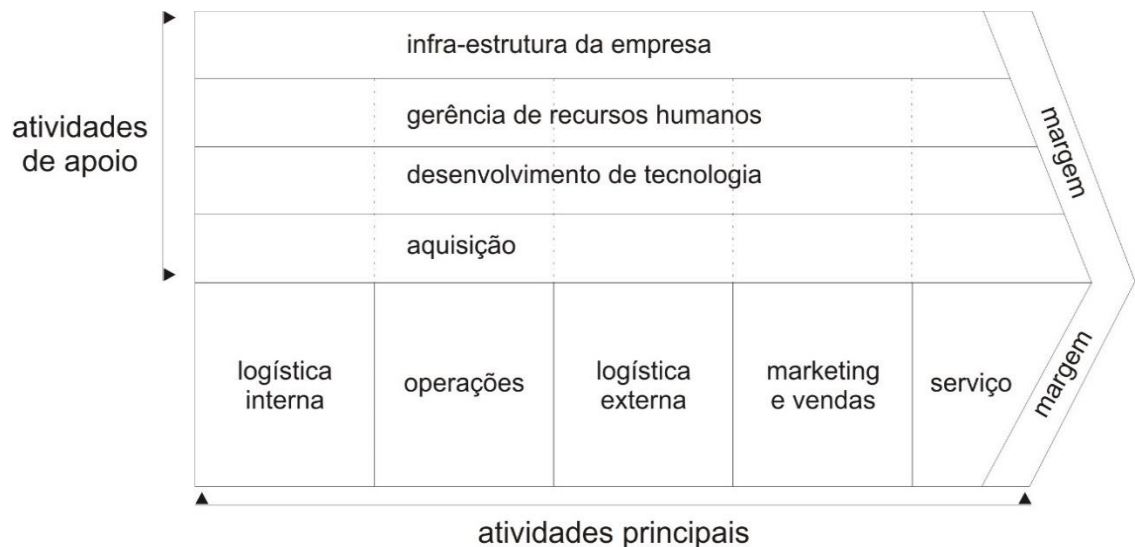 infra-estrutura da empresa
atividades
de apoio
gerência de recursos humanos
desenvolvimento de tecnologia
aquisição
margem
logística
interna
operações
logística
externa
marketing
e vendas
serviço
margem
atividades principais